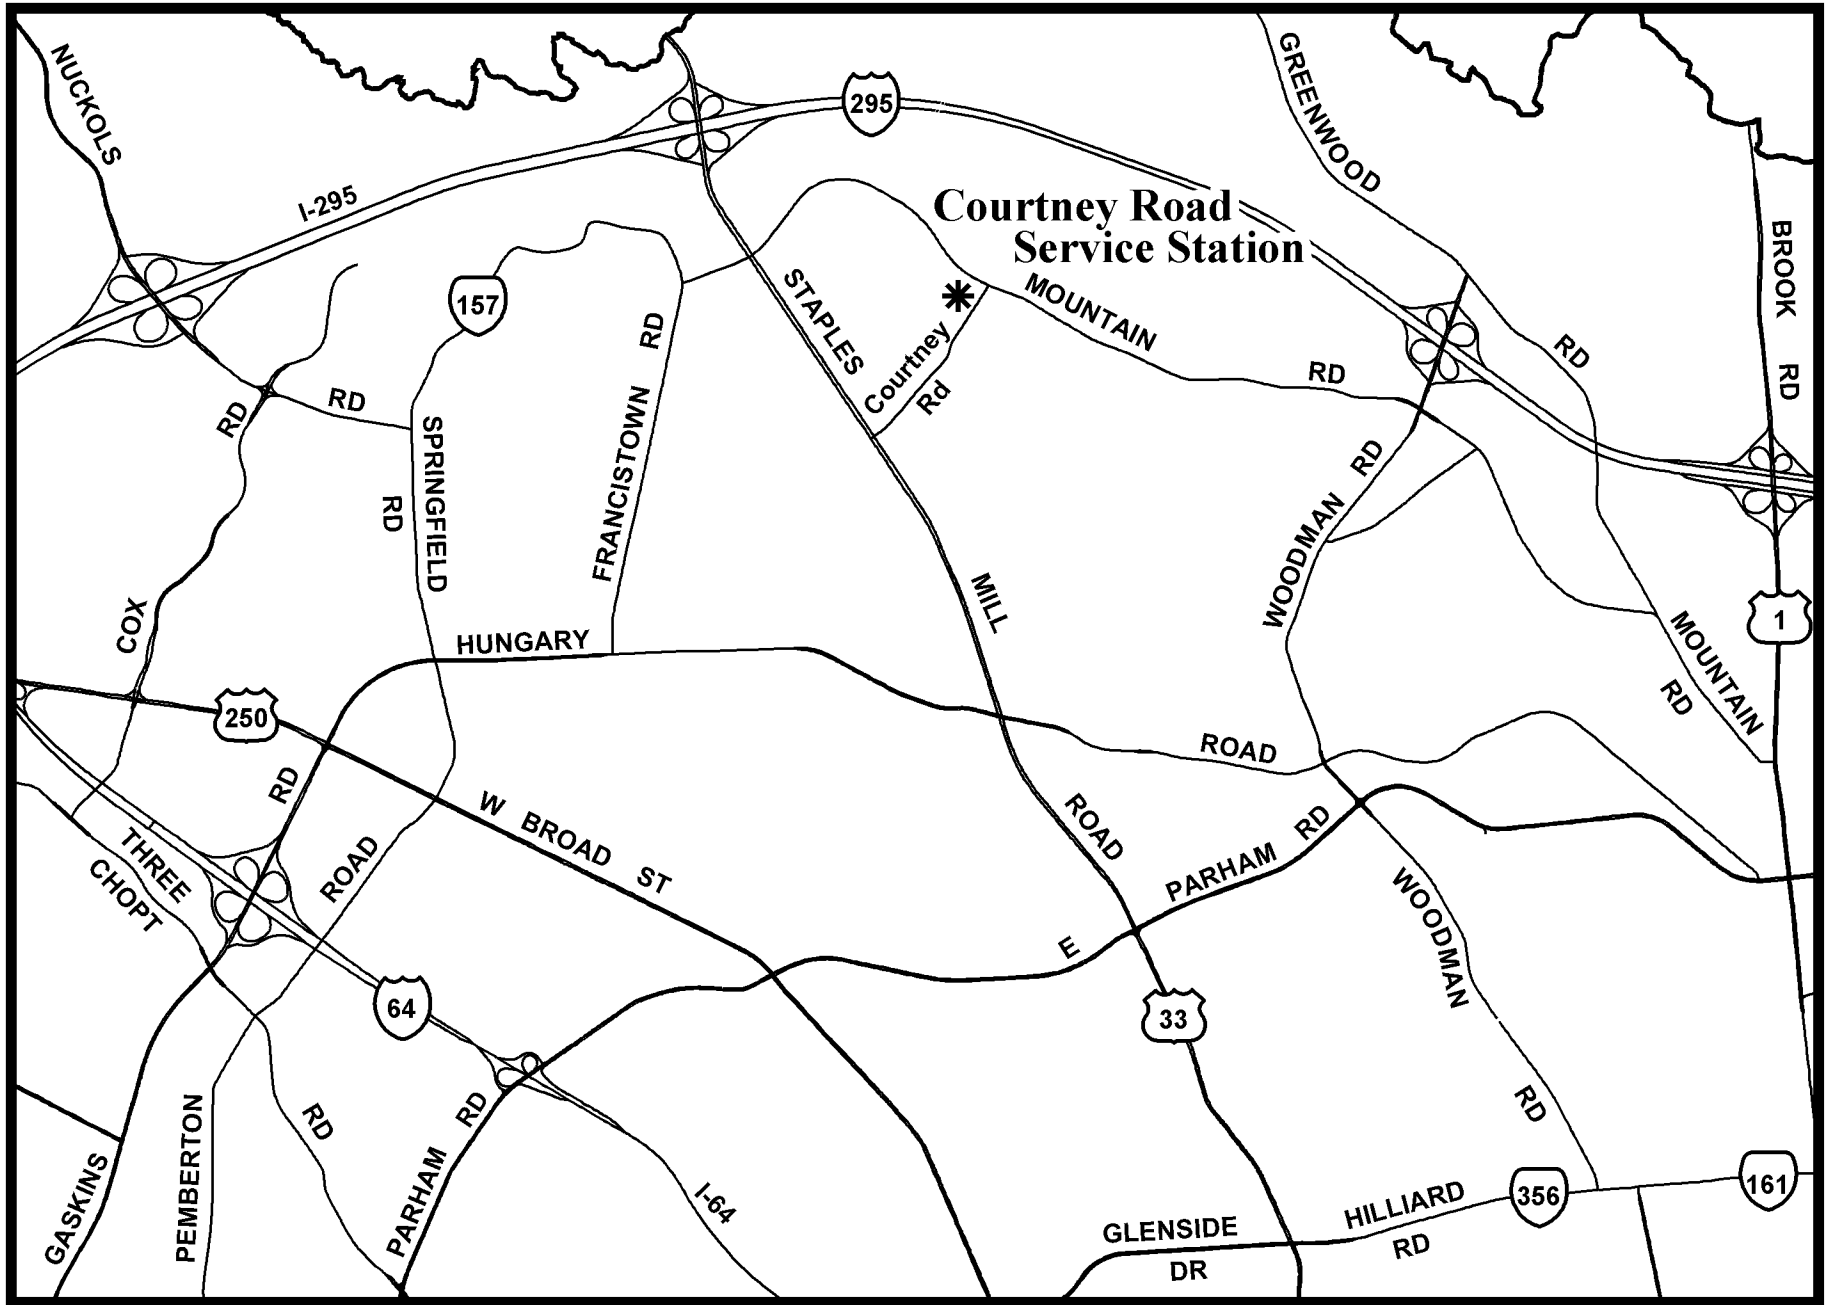 NUCKOLS
GREENWOOD
295
I-295
Courtney Road
Service Station
BROOK
157
STAPLES
MOUNTAIN
RD
RD
RD
RD
RD
Courtney
Rd
RD
SPRINGFIELD
RD
FRANCISTOWN
RD
WOODMAN
MILL
COX
HUNGARY
1
MOUNTAIN
RD
250
ROAD
RD
W BROAD ST
ROAD
RD
THREE
CHOPT
ROAD
PARHAM
WOODMAN
E
64
33
RD
RD
RD
PEMBERTON
PARHAM
GASKINS
I-64
161
356
HILLIARD
RD
GLENSIDE
DR